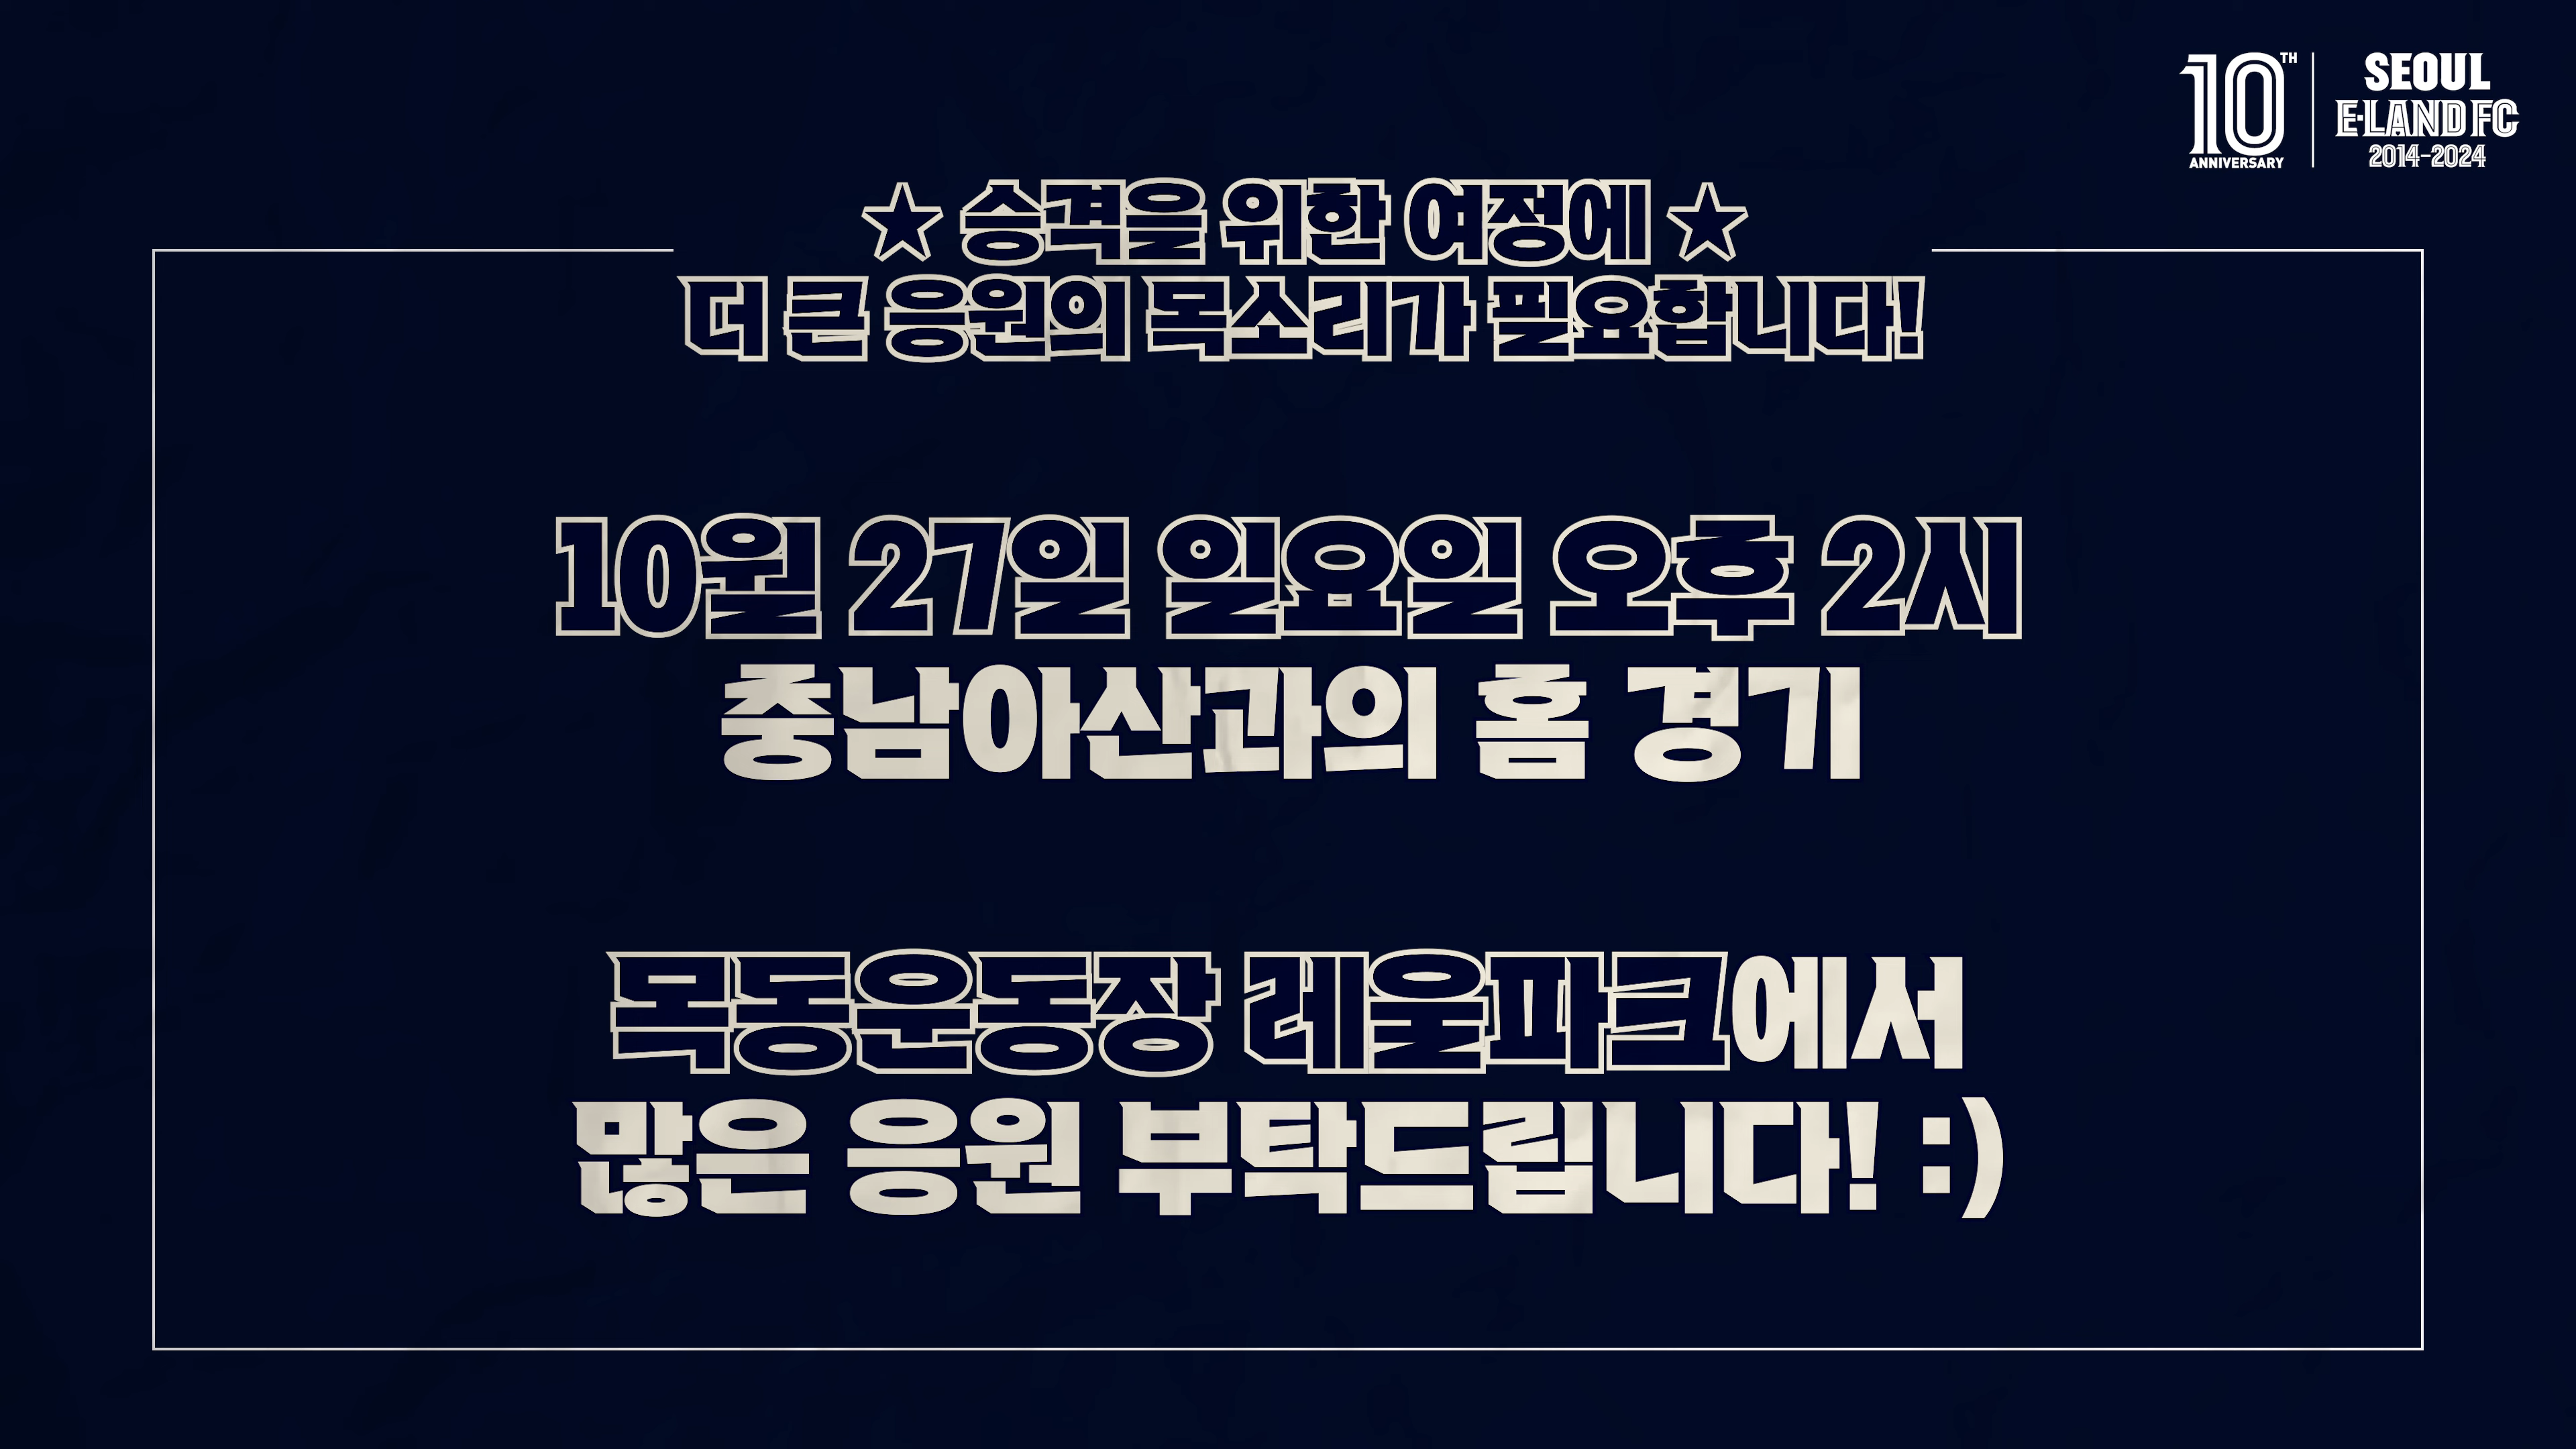 10TH
ANNIVERSARY
SEOUL
E·LAND FC
2014-2024
☆ 승격을 위한 여정에 ☆
더 큰 응원의 목소리가 필요합니다!
10월 27일 일요일 오후 2시
중남아산과의 홈 경기
목동운동장 레울파크에서
많은 응원 부탁드립니다! :)